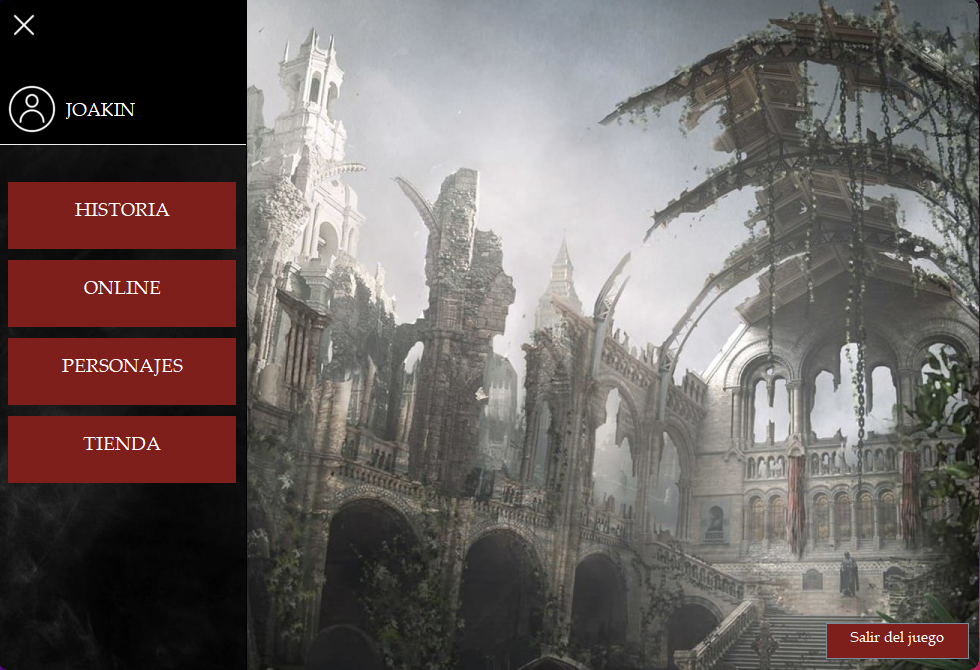 JOAKIN
HISTORIA
ONLINE
PERSONAJES
TIENDA
Salir del juego